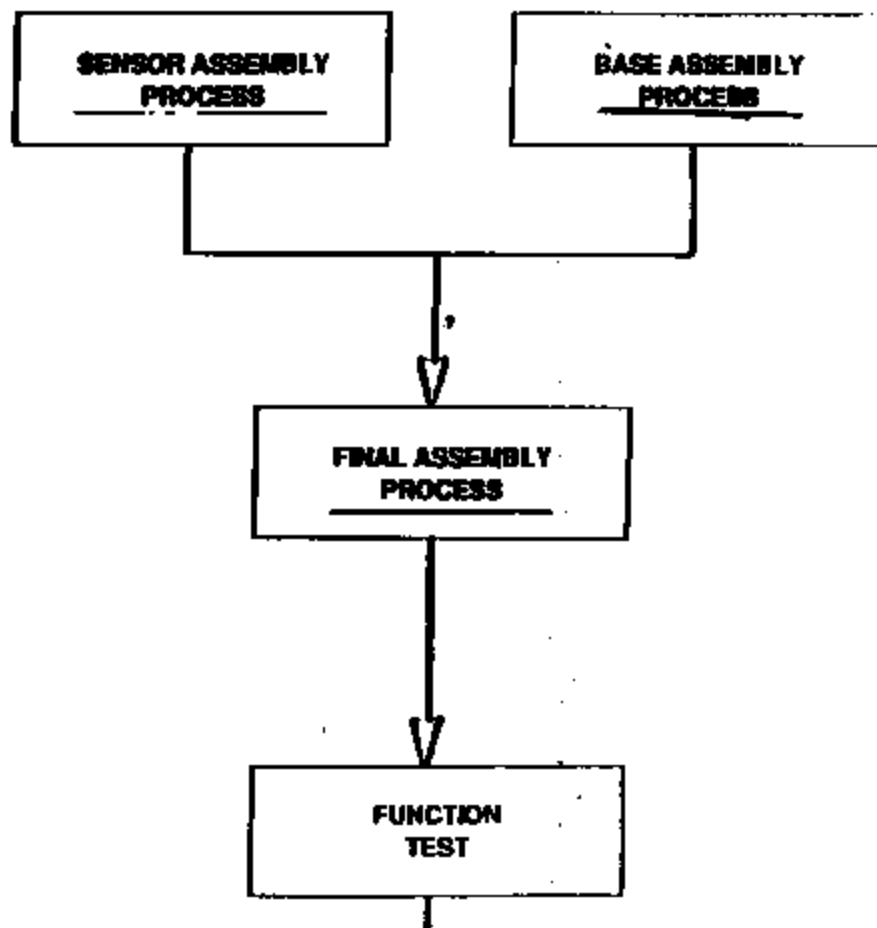 SENSOR ASSEMBLY
PROCESS
BASE ASSEMBLY
PROCESS
FINAL ASSEMBLY
PROCESS
FUNCTION
TEST